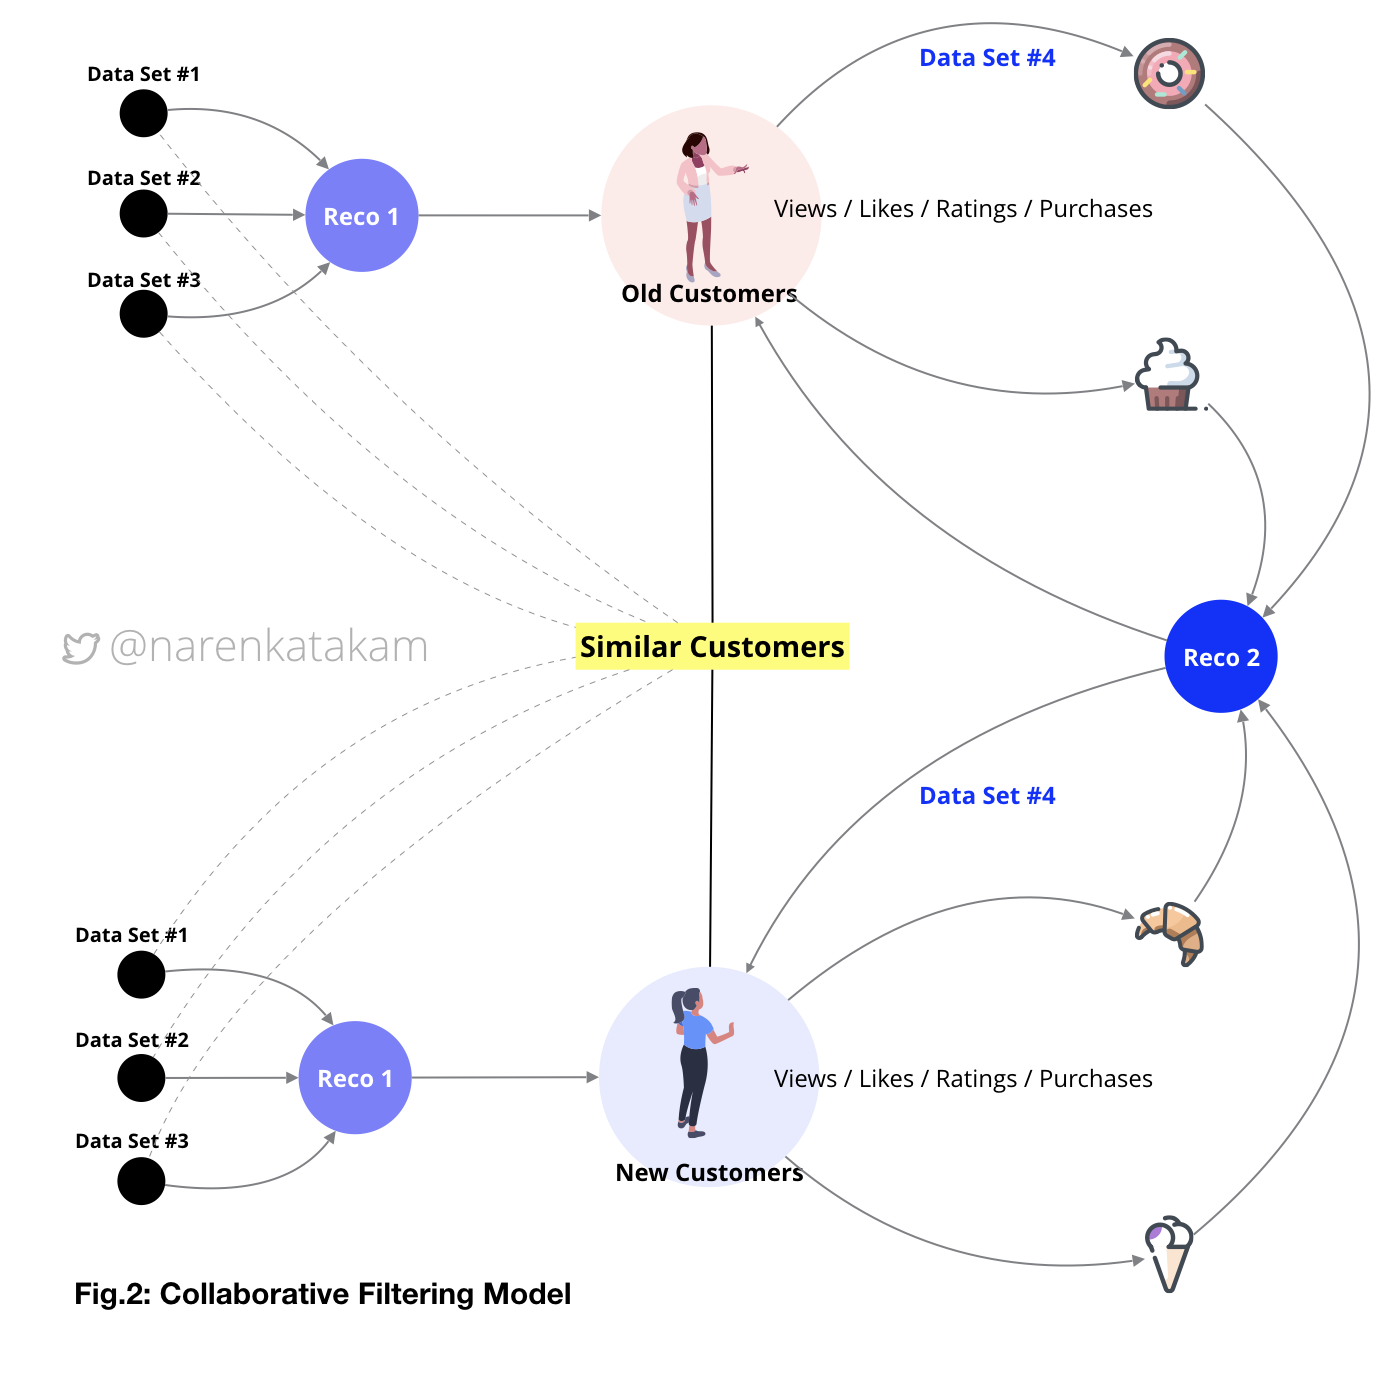 Data Set #4
Data Set #1
Data Set #2
Views / Likes / Ratings / Purchases
Reco 1
Data Set #3
Old Customers
Similar Customers
@narenkatakam
Reco 2
Data Set #4
Data Set #1
Data Set #2
Reco 1
Views / Likes / Ratings / Purchases
Data Set #3
New Customers
Fig.2: Collaborative Filtering Model